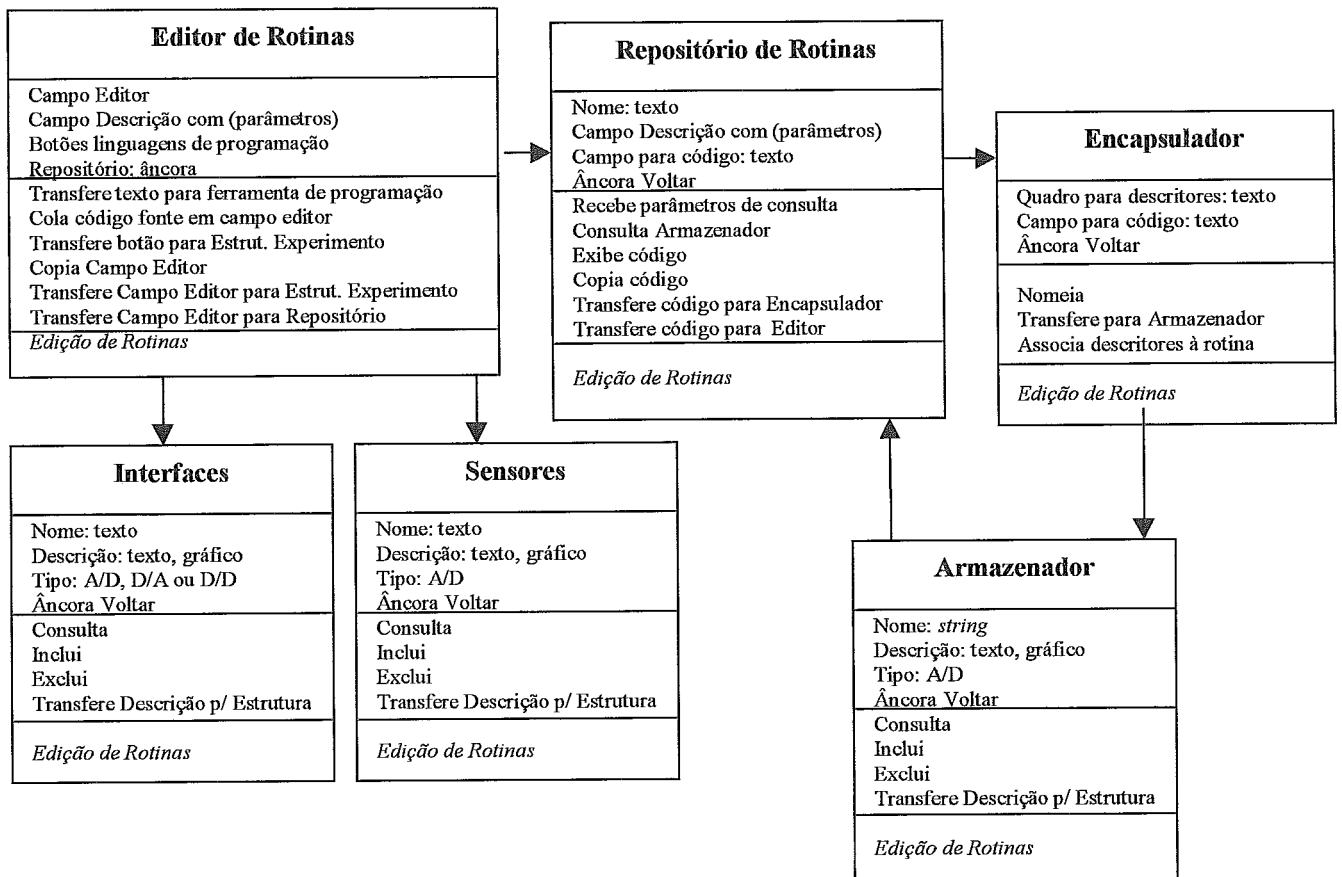 Editor de Rotinas
Campo Editor
Campo Descrição com (parâmetros)
Botões linguagens de programação
Repositório: âncora
Transfere texto para ferramenta de programação
Cola código fonte em campo editor
Transfere botão para Estrut. Experimento
Copia Campo Editor
Transfere Campo Editor para Estrut. Experimento
Transfere Campo Editor para Repositório
Edição de Rotinas
Repositório de Rotinas
Nome: texto
Campo Descrição com (parâmetros)
Campo para código: texto
Âncora Voltar
Recebe parâmetros de consulta
Consulta Armazenador
Exibe código
Copia código
Transfere código para Encapsulador
Transfere código para Editor
Edição de Rotinas
Encapsulador
Quadro para descritores: texto
Campo para código: texto
Âncora Voltar
Nomeia
Transfere para Armazenador
Associa descritores à rotina
Edição de Rotinas
Interfaces
Nome: texto
Descrição: texto, gráfico
Tipo: A/D, D/A ou D/D
Âncora Voltar
Consulta
Inclui
Exclui
Transfere Descrição p/ Estrutura
Edição de Rotinas
Sensores
Nome: texto
Descrição: texto, gráfico
Tipo: A/D
Âncora Voltar
Consulta
Inclui
Exclui
Transfere Descrição p/ Estrutura
Edição de Rotinas
Armazenador
Nome: string
Descrição: texto, gráfico
Tipo: A/D
Âncora Voltar
Consulta
Inclui
Exclui
Transfere Descrição p/ Estrutura
Edição de Rotinas